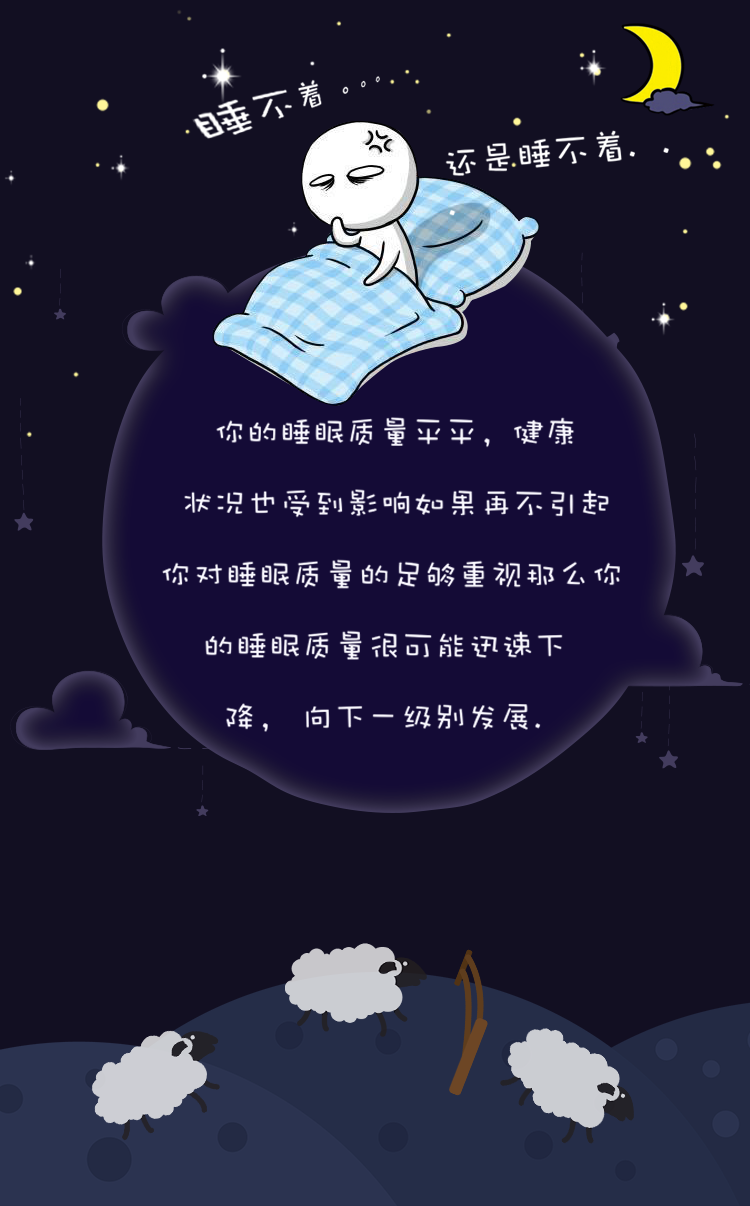 睡不着。。。
还是睡不着. .
你的睡眠质量平平，健康
状况也受到影响如果再不引起
你对睡眠质量的足够重视那么你
的睡眠质量很可能迅速下
降， 向下一级别发展.